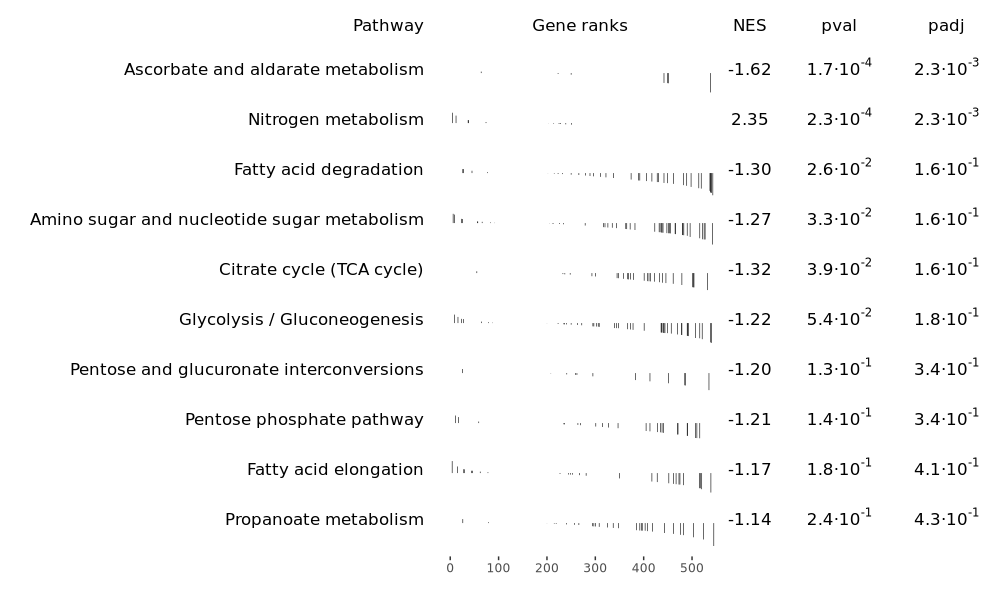 Pathway Gene ranks NES pval padj
Ascorbate and aldarate metabolism -1.62 1.7·10⁻⁴ 2.3·10⁻³
Nitrogen metabolism 2.35 2.3·10⁻⁴ 2.3·10⁻³
Fatty acid degradation -1.30 2.6·10⁻² 1.6·10⁻¹
Amino sugar and nucleotide sugar metabolism -1.27 3.3·10⁻² 1.6·10⁻¹
Citrate cycle (TCA cycle) -1.32 3.9·10⁻² 1.6·10⁻¹
Glycolysis / Gluconeogenesis -1.22 5.4·10⁻² 1.8·10⁻¹
Pentose and glucuronate interconversions -1.20 1.3·10⁻¹ 3.4·10⁻¹
Pentose phosphate pathway -1.21 1.4·10⁻¹ 3.4·10⁻¹
Fatty acid elongation -1.17 1.8·10⁻¹ 4.1·10⁻¹
Propanoate metabolism -1.14 2.4·10⁻¹ 4.3·10⁻¹
0 100 200 300 400 500